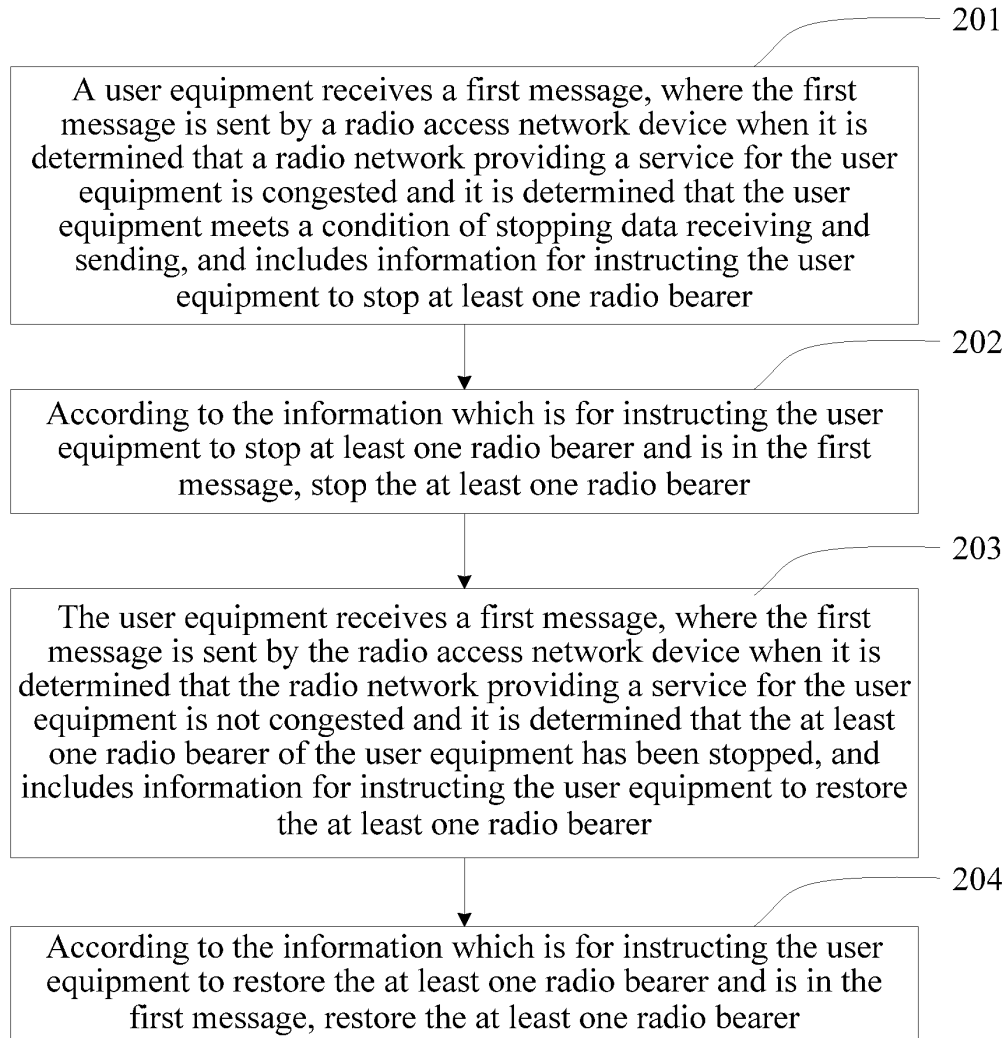 201
A user equipment receives a first message, where the first
message is sent by a radio access network device when it is
determined that a radio network providing a service for the user
equipment is congested and it is determined that the user
equipment meets a condition of stopping data receiving and
sending, and includes information for instructing the user
equipment to stop at least one radio bearer
202
According to the information which is for instructing the user
equipment to stop at least one radio bearer and is in the first
message, stop the at least one radio bearer
203
The user equipment receives a first message, where the first
message is sent by the radio access network device when it is
determined that the radio network providing a service for the user
equipment is not congested and it is determined that the at least
one radio bearer of the user equipment has been stopped, and
includes information for instructing the user equipment to restore
the at least one radio bearer
204
According to the information which is for instructing the user
equipment to restore the at least one radio bearer and is in the
first message, restore the at least one radio bearer